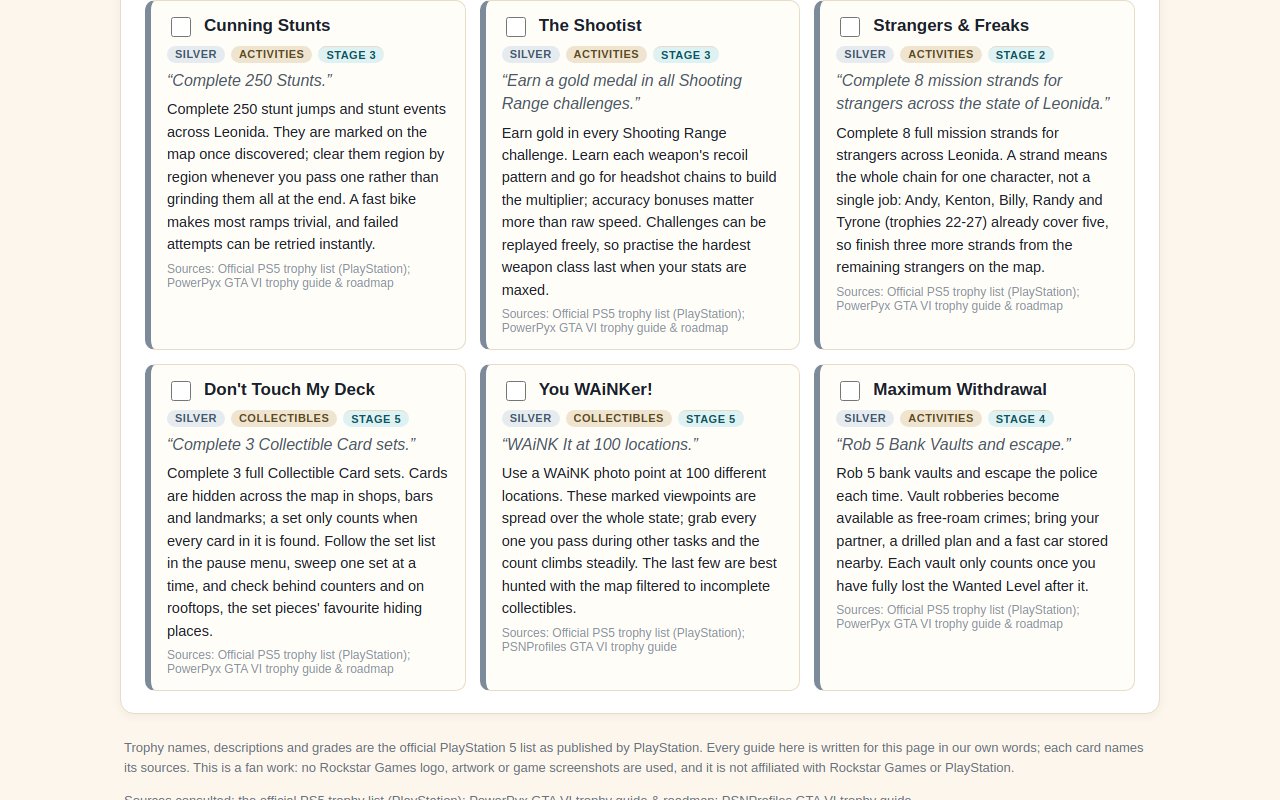 Cunning Stunts
SILVER ACTIVITIES STAGE 3
“Complete 250 Stunts.”
Complete 250 stunt jumps and stunt events
across Leonida. They are marked on the
map once discovered; clear them region by
region whenever you pass one rather than
grinding them all at the end. A fast bike
makes most ramps trivial, and failed
attempts can be retried instantly.
Sources: Official PS5 trophy list (PlayStation);
PowerPyx GTA VI trophy guide & roadmap
The Shootist
SILVER ACTIVITIES STAGE 3
“Earn a gold medal in all Shooting
Range challenges.”
Earn gold in every Shooting Range
challenge. Learn each weapon's recoil
pattern and go for headshot chains to build
the multiplier; accuracy bonuses matter
more than raw speed. Challenges can be
replayed freely, so practise the hardest
weapon class last when your stats are
maxed.
Sources: Official PS5 trophy list (PlayStation);
PowerPyx GTA VI trophy guide & roadmap
Strangers & Freaks
SILVER ACTIVITIES STAGE 2
“Complete 8 mission strands for
strangers across the state of Leonida.”
Complete 8 full mission strands for
strangers across Leonida. A strand means
the whole chain for one character, not a
single job: Andy, Kenton, Billy, Randy and
Tyrone (trophies 22-27) already cover five,
so finish three more strands from the
remaining strangers on the map.
Sources: Official PS5 trophy list (PlayStation);
PowerPyx GTA VI trophy guide & roadmap
Don't Touch My Deck
SILVER COLLECTIBLES STAGE 5
“Complete 3 Collectible Card sets.”
Complete 3 full Collectible Card sets. Cards
are hidden across the map in shops, bars
and landmarks; a set only counts when
every card in it is found. Follow the set list
in the pause menu, sweep one set at a
time, and check behind counters and on
rooftops, the set pieces' favourite hiding
places.
Sources: Official PS5 trophy list (PlayStation);
PowerPyx GTA VI trophy guide & roadmap
You WAiNKer!
SILVER COLLECTIBLES STAGE 5
“WAiNK It at 100 locations.”
Use a WAiNK photo point at 100 different
locations. These marked viewpoints are
spread over the whole state; grab every
one you pass during other tasks and the
count climbs steadily. The last few are best
hunted with the map filtered to incomplete
collectibles.
Sources: Official PS5 trophy list (PlayStation);
PSNProfiles GTA VI trophy guide
Maximum Withdrawal
SILVER ACTIVITIES STAGE 4
“Rob 5 Bank Vaults and escape.”
Rob 5 bank vaults and escape the police
each time. Vault robberies become
available as free-roam crimes; bring your
partner, a drilled plan and a fast car stored
nearby. Each vault only counts once you
have fully lost the Wanted Level after it.
Sources: Official PS5 trophy list (PlayStation);
PowerPyx GTA VI trophy guide & roadmap
Trophy names, descriptions and grades are the official PlayStation 5 list as published by PlayStation. Every guide here is written for this page in our own words; each card names
its sources. This is a fan work: no Rockstar Games logo, artwork or game screenshots are used, and it is not affiliated with Rockstar Games or PlayStation.
Sources consulted: the official PS5 trophy list (PlayStation); PowerPyx GTA VI trophy guide & roadmap; PSNProfiles GTA VI trophy guide